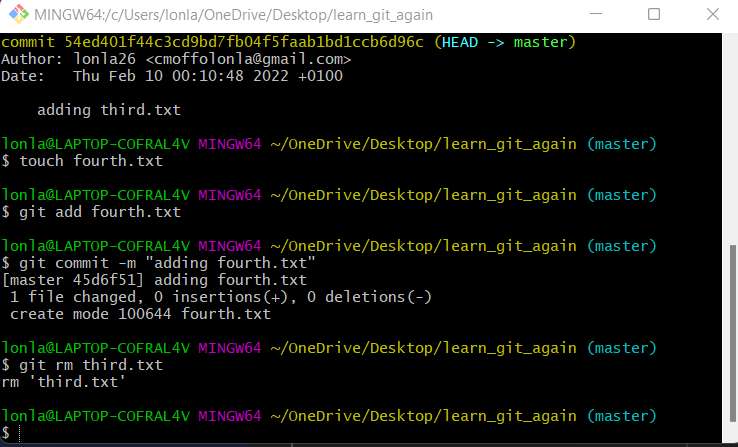 MINGW64:/c/Users/lonla/OneDrive/Desktop/learn_git_again
commit 54ed401f44c3cd9bd7fb04f5faab1bd1ccb6d96c (HEAD -> master)
Author: lonla26 <cmoffolonla@gmail.com>
Date:   Thu Feb 10 00:10:48 2022 +0100
    adding third.txt
lonla@LAPTOP-COFRAL4V MINGW64 ~/OneDrive/Desktop/learn_git_again (master)
$ touch fourth.txt
lonla@LAPTOP-COFRAL4V MINGW64 ~/OneDrive/Desktop/learn_git_again (master)
$ git add fourth.txt
lonla@LAPTOP-COFRAL4V MINGW64 ~/OneDrive/Desktop/learn_git_again (master)
$ git commit -m "adding fourth.txt"
[master 45d6f51] adding fourth.txt
 1 file changed, 0 insertions(+), 0 deletions(-)
 create mode 100644 fourth.txt
lonla@LAPTOP-COFRAL4V MINGW64 ~/OneDrive/Desktop/learn_git_again (master)
$ git rm third.txt
rm 'third.txt'
lonla@LAPTOP-COFRAL4V MINGW64 ~/OneDrive/Desktop/learn_git_again (master)
$